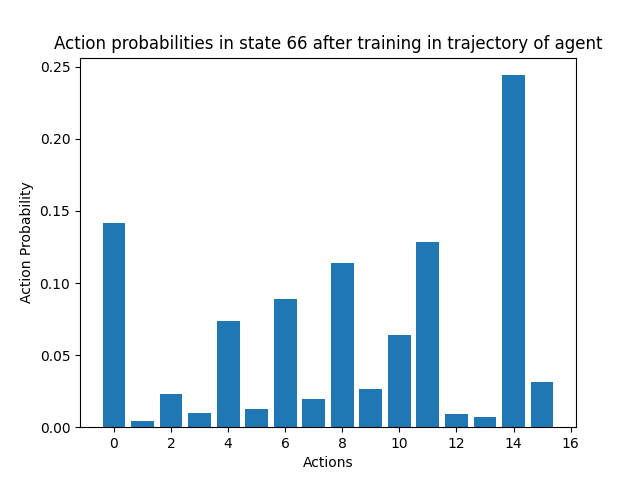 Action probabilities in state 66 after training in trajectory of agent
0.25
0.20
0.15
0.10
0.05
0.00
Action Probability
0 2 4 6 8 10 12 14 16
Actions